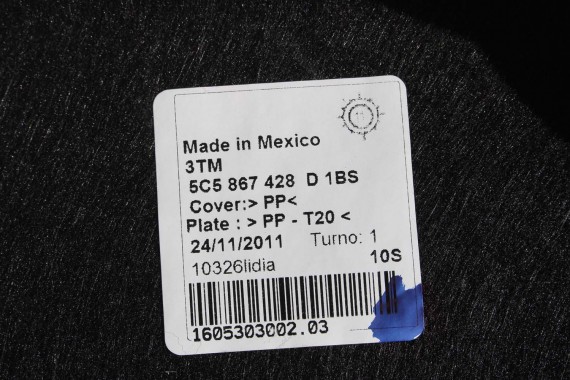 Made in Mexico
3TM
5C5 867 428 D 1BS
Cover:> PP<
Plate : > PP - T20 <
24/11/2011 Turno: 1
10326lidia 10S
1605303002.03